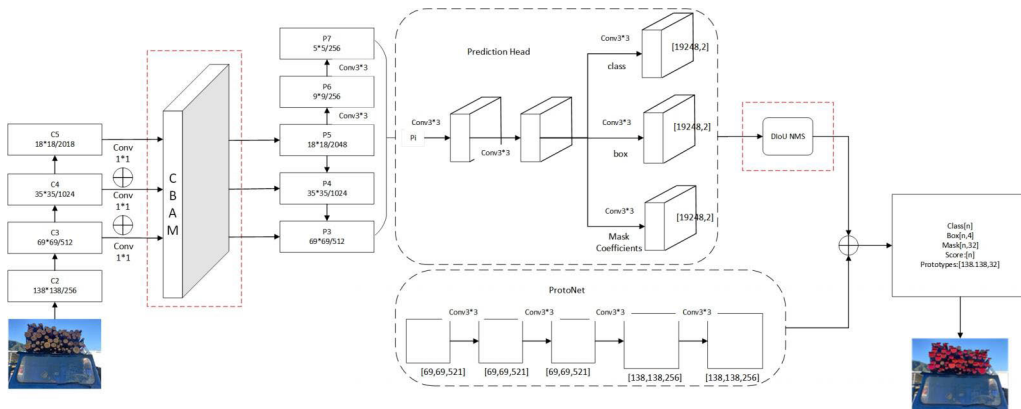 C5
18*18/2018
C4
35*35/1024
C3
69*69/512
C2
138*138/256
Conv
1*1
Conv
1*1
Conv
1*1
CBAM
P7
5*5/256
Conv3*3
P6
9*9/256
Conv3*3
P5
18*18/2048
P4
35*35/1024
P3
69*69/512
Prediction Head
Conv3*3
Pi
Conv3*3
Conv3*3
class
[19248,2]
Conv3*3
box
[19248,2]
Conv3*3
Mask
Coefficients
[19248,2]
DIoU NMS
ProtoNet
Conv3*3
Conv3*3
Conv3*3
Conv3*3
[69,69,521]
[69,69,521]
[69,69,521]
[138,138,256]
[138,138,256]
Class[n]
Box[n,4]
Mask[n,32]
Score:[n]
Prototypes:[138.138,32]